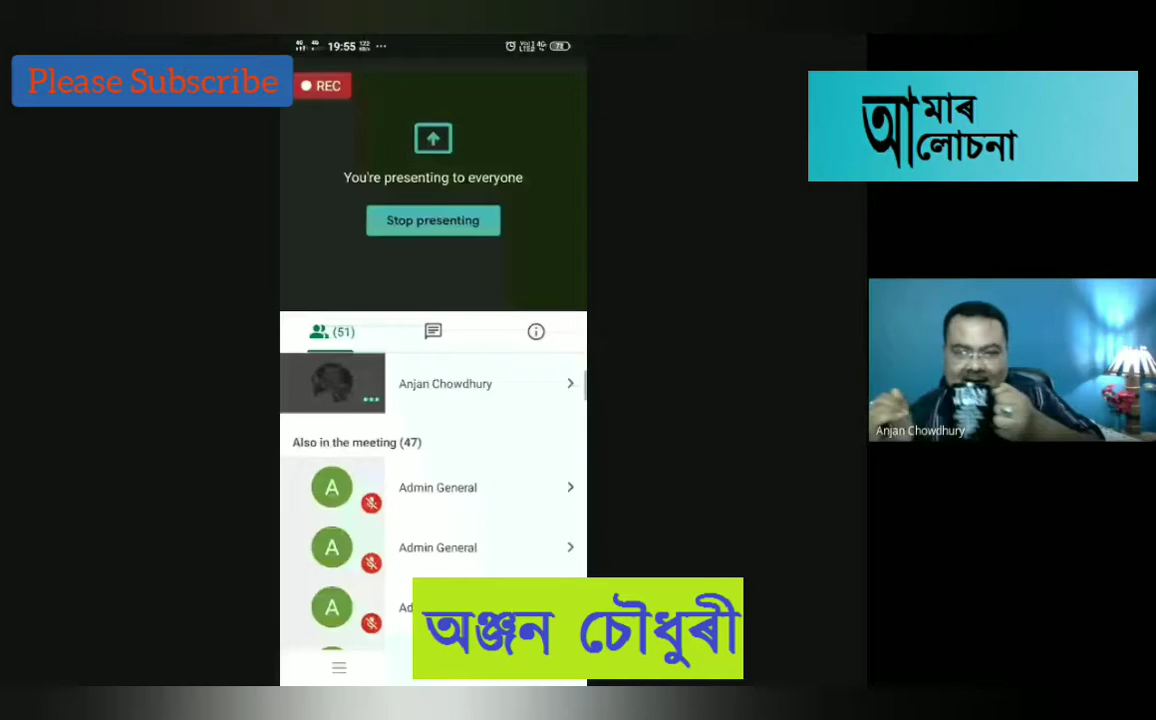 19:55
Please Subscribe
REC
You're presenting to everyone
Stop presenting
(51)
Anjan Chowdhury
Also in the meeting (47)
Admin General
Admin General
অঞ্জন চৌধুৰী
আমাৰ
আলোচনা
Anjan Chowdhury